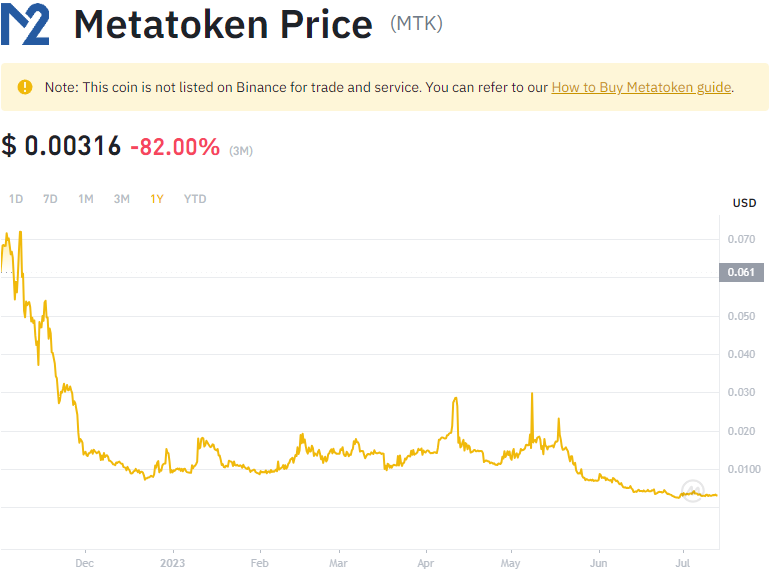 M2 Metatoken Price (MTK)
Note: This coin is not listed on Binance for trade and service. You can refer to our How to Buy Metatoken guide.
$ 0.00316 -82.00% (3M)
1D 7D 1M 3M 1Y YTD
USD
0.070
0.061
0.050
0.040
0.030
0.020
0.0100
Dec 2023 Feb Mar Apr May Jun Jul